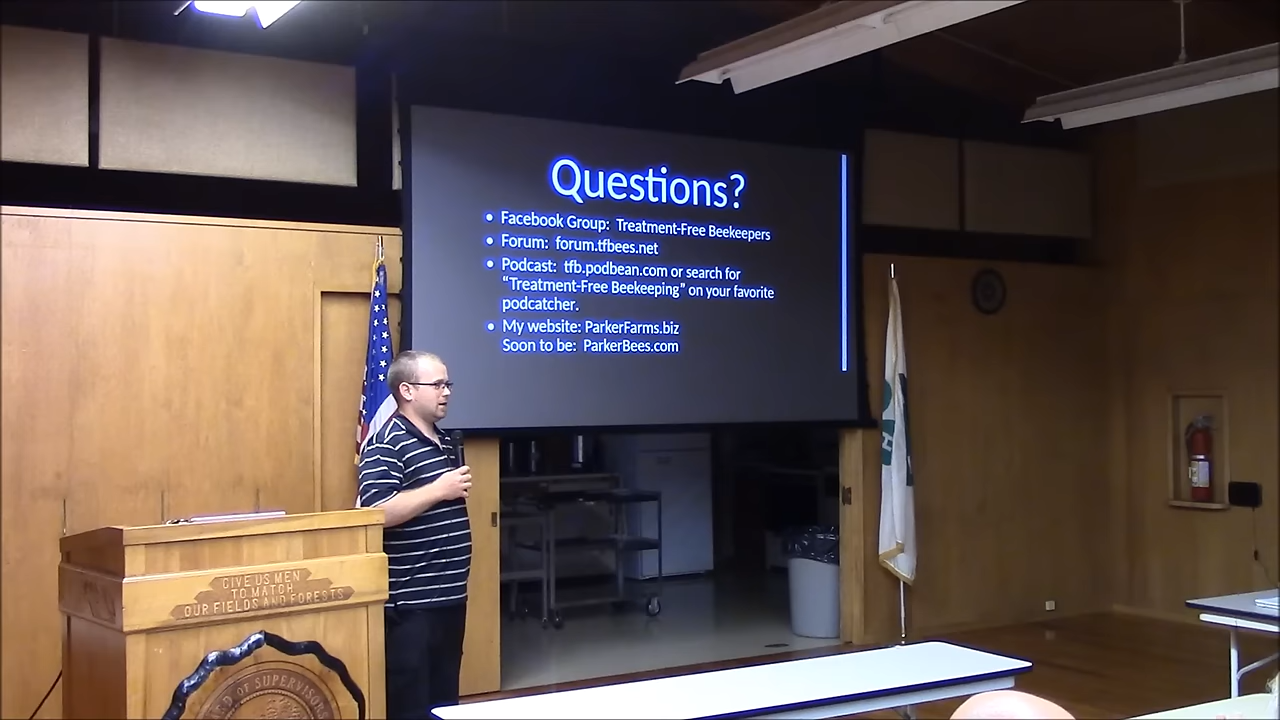 Questions?
• Facebook Group: Treatment-Free Beekeepers
• Forum: forum.tfbees.net
• Podcast: tfb.podbean.com or search for
“Treatment-Free Beekeeping” on your favorite
podcatcher.
• My website: ParkerFarms.biz
Soon to be: ParkerBees.com
GIVE US MEN
TO MATCH
OUR FIELDS AND FORESTS
OF SUPERVISORS